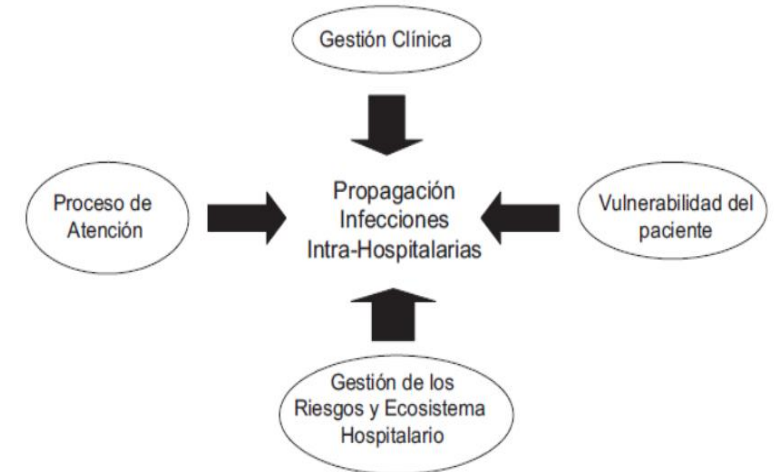 Gestión Clínica
Proceso de
Atención
Propagación
Infecciones
Intra-Hospitalarias
Vulnerabilidad del
paciente
Gestión de los
Riesgos y Ecosistema
Hospitalario